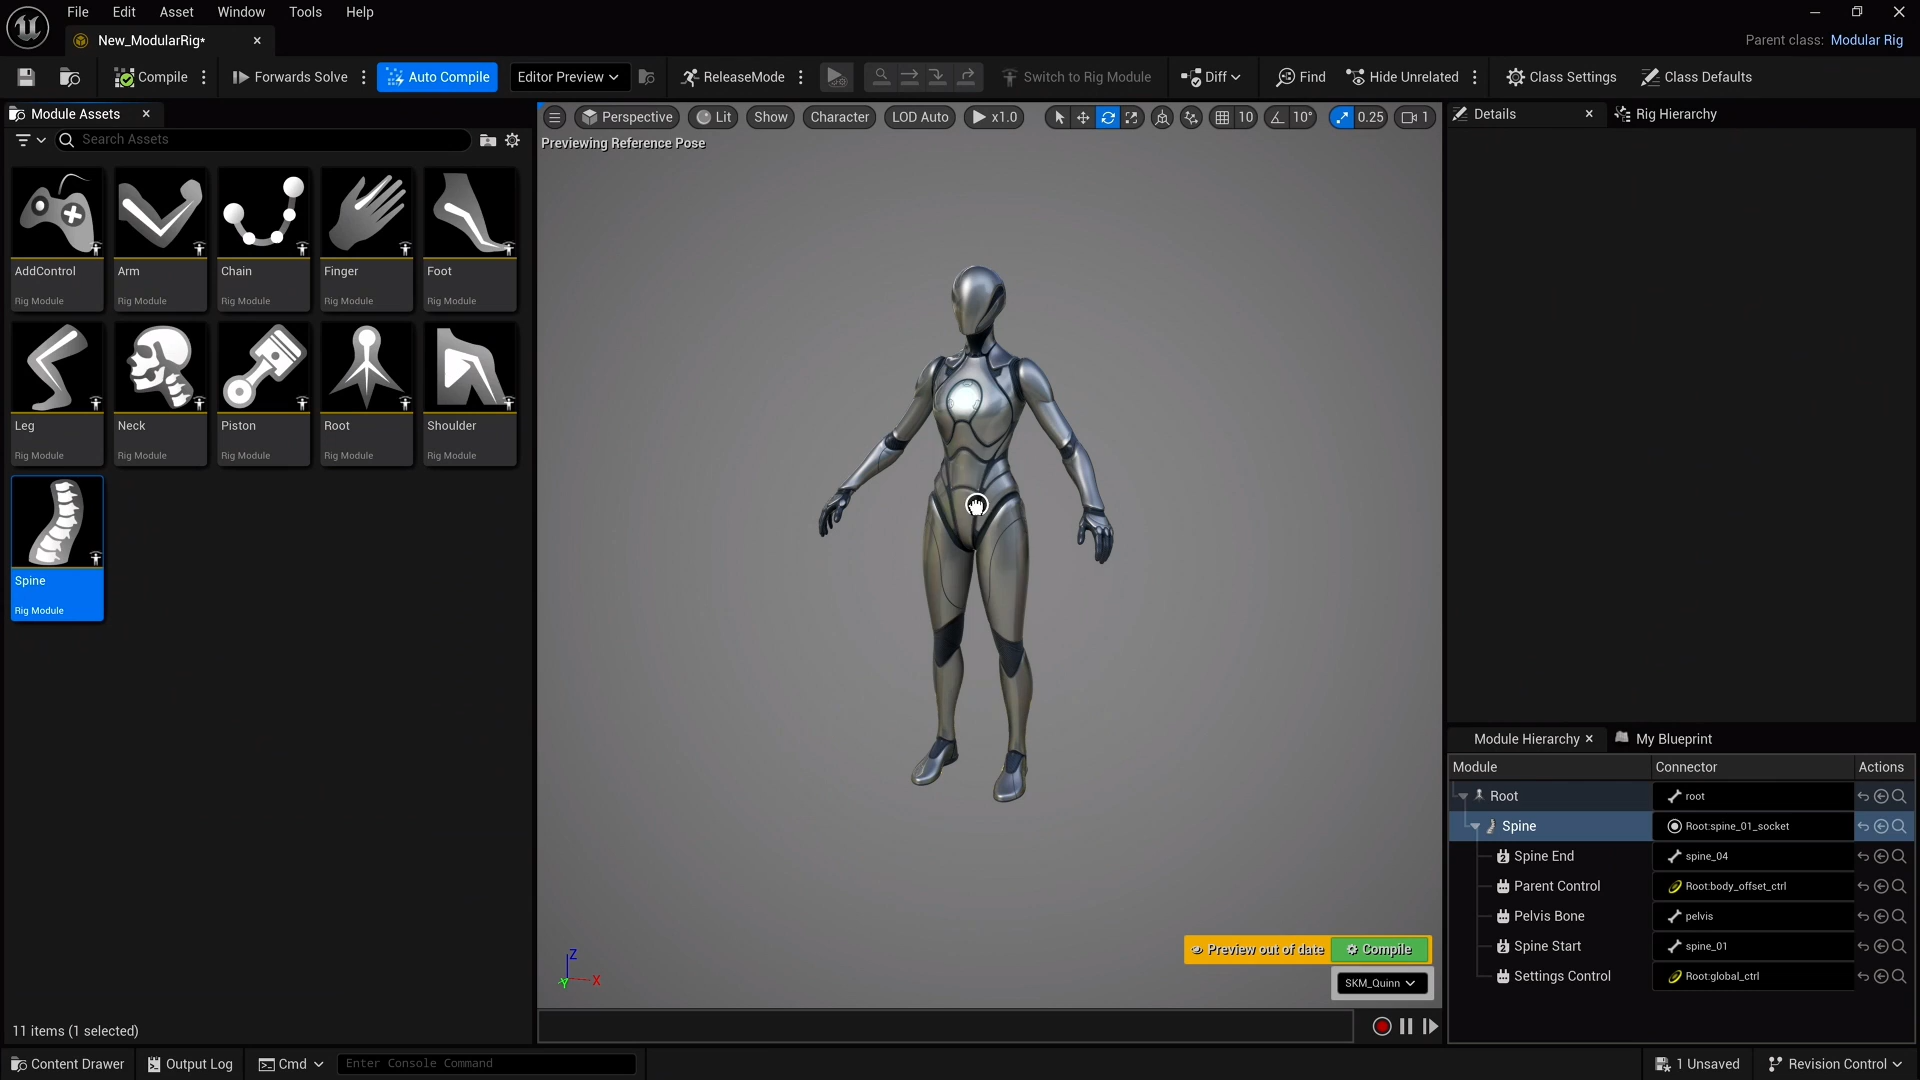 File Edit Asset Window Tools Help
New_ModularRig*
Parent class: Modular Rig
Compile Forwards Solve Auto Compile Editor Preview ReleaseMode Switch to Rig Module Diff Find Hide Unrelated Class Settings Class Defaults
Module Assets
Search Assets
AddControl
Rig Module
Arm
Rig Module
Chain
Rig Module
Finger
Rig Module
Foot
Rig Module
Leg
Rig Module
Neck
Rig Module
Piston
Rig Module
Root
Rig Module
Shoulder
Rig Module
Spine
Rig Module
11 items (1 selected)
Perspective Lit Show Character LOD Auto x1.0 10 10° 0.25 1
Previewing Reference Pose
Z
X
Y
Preview out of date Compile
SKM_Quinn
Details Rig Hierarchy
Module Hierarchy My Blueprint
Module Connector Actions
Root root
Spine Root:spine_01_socket
Spine End spine_04
Parent Control Root:body_offset_ctrl
Pelvis Bone pelvis
Spine Start spine_01
Settings Control Root:global_ctrl
Content Drawer Output Log Cmd Enter Console Command 1 Unsaved Revision Control